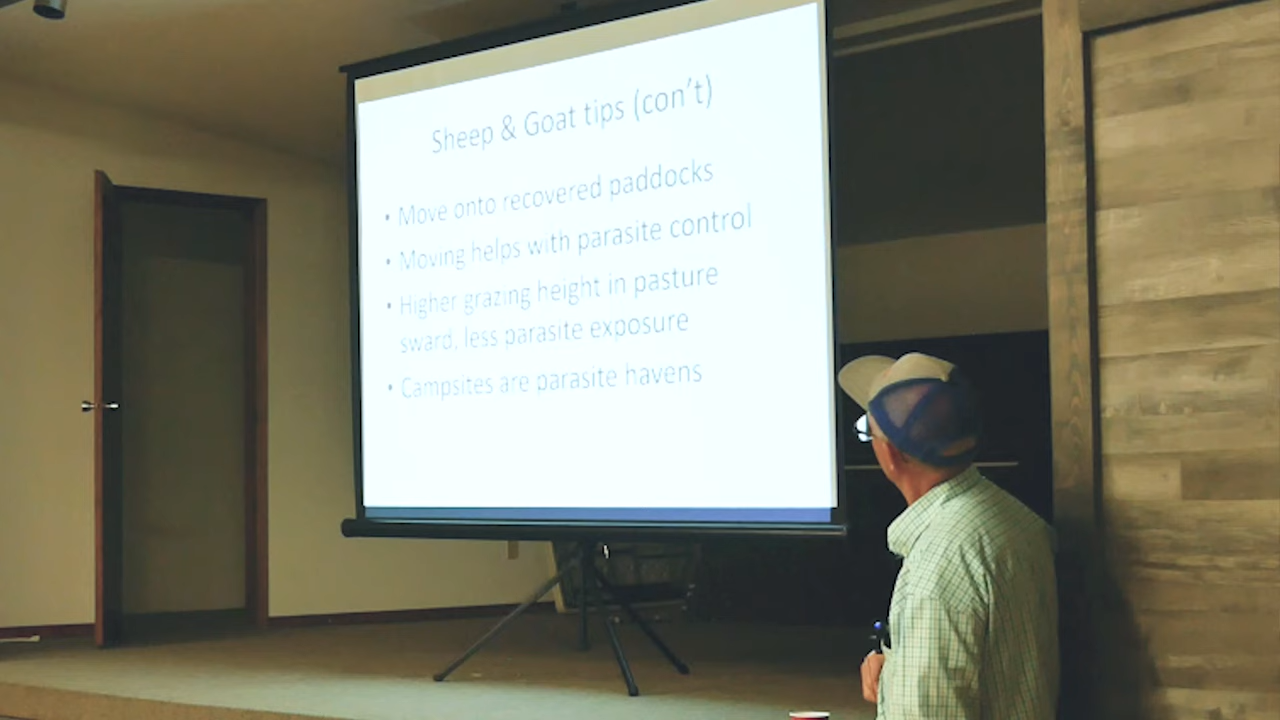 Sheep & Goat tips (con't)
• Move onto recovered paddocks
• Moving helps with parasite control
• Higher grazing height in pasture
sward, less parasite exposure
• Campsites are parasite havens